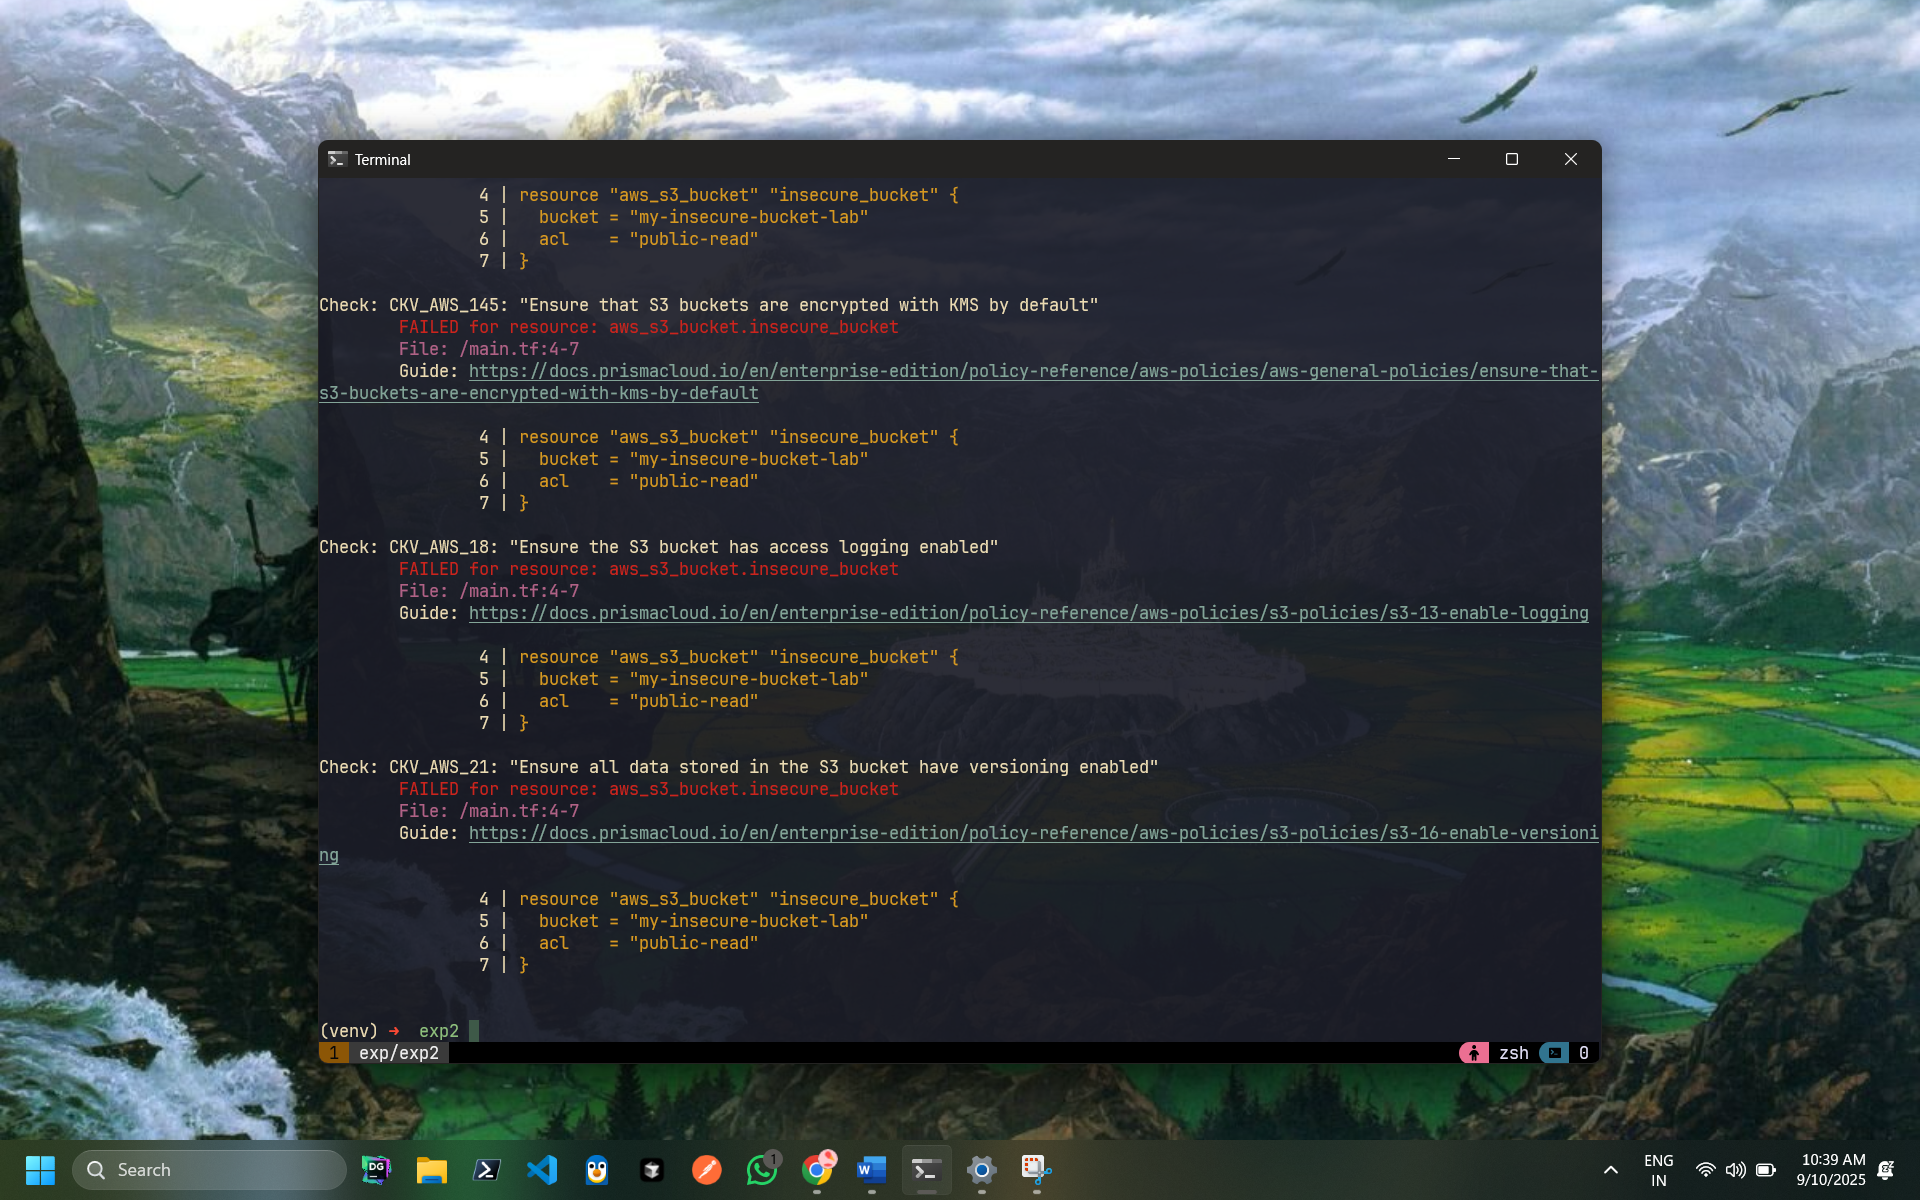 Terminal
4 | resource "aws_s3_bucket" "insecure_bucket" {
5 |   bucket = "my-insecure-bucket-lab"
6 |   acl    = "public-read"
7 | }
Check: CKV_AWS_145: "Ensure that S3 buckets are encrypted with KMS by default"
FAILED for resource: aws_s3_bucket.insecure_bucket
File: /main.tf:4-7
Guide: https://docs.prismacloud.io/en/enterprise-edition/policy-reference/aws-policies/aws-general-policies/ensure-that-
s3-buckets-are-encrypted-with-kms-by-default
4 | resource "aws_s3_bucket" "insecure_bucket" {
5 |   bucket = "my-insecure-bucket-lab"
6 |   acl    = "public-read"
7 | }
Check: CKV_AWS_18: "Ensure the S3 bucket has access logging enabled"
FAILED for resource: aws_s3_bucket.insecure_bucket
File: /main.tf:4-7
Guide: https://docs.prismacloud.io/en/enterprise-edition/policy-reference/aws-policies/s3-policies/s3-13-enable-logging
4 | resource "aws_s3_bucket" "insecure_bucket" {
5 |   bucket = "my-insecure-bucket-lab"
6 |   acl    = "public-read"
7 | }
Check: CKV_AWS_21: "Ensure all data stored in the S3 bucket have versioning enabled"
FAILED for resource: aws_s3_bucket.insecure_bucket
File: /main.tf:4-7
Guide: https://docs.prismacloud.io/en/enterprise-edition/policy-reference/aws-policies/s3-policies/s3-16-enable-versioni
ng
4 | resource "aws_s3_bucket" "insecure_bucket" {
5 |   bucket = "my-insecure-bucket-lab"
6 |   acl    = "public-read"
7 | }
(venv) → exp2
1 exp/exp2 zsh 0
Search
DG
1
W
ENG
IN
10:39 AM
9/10/2025